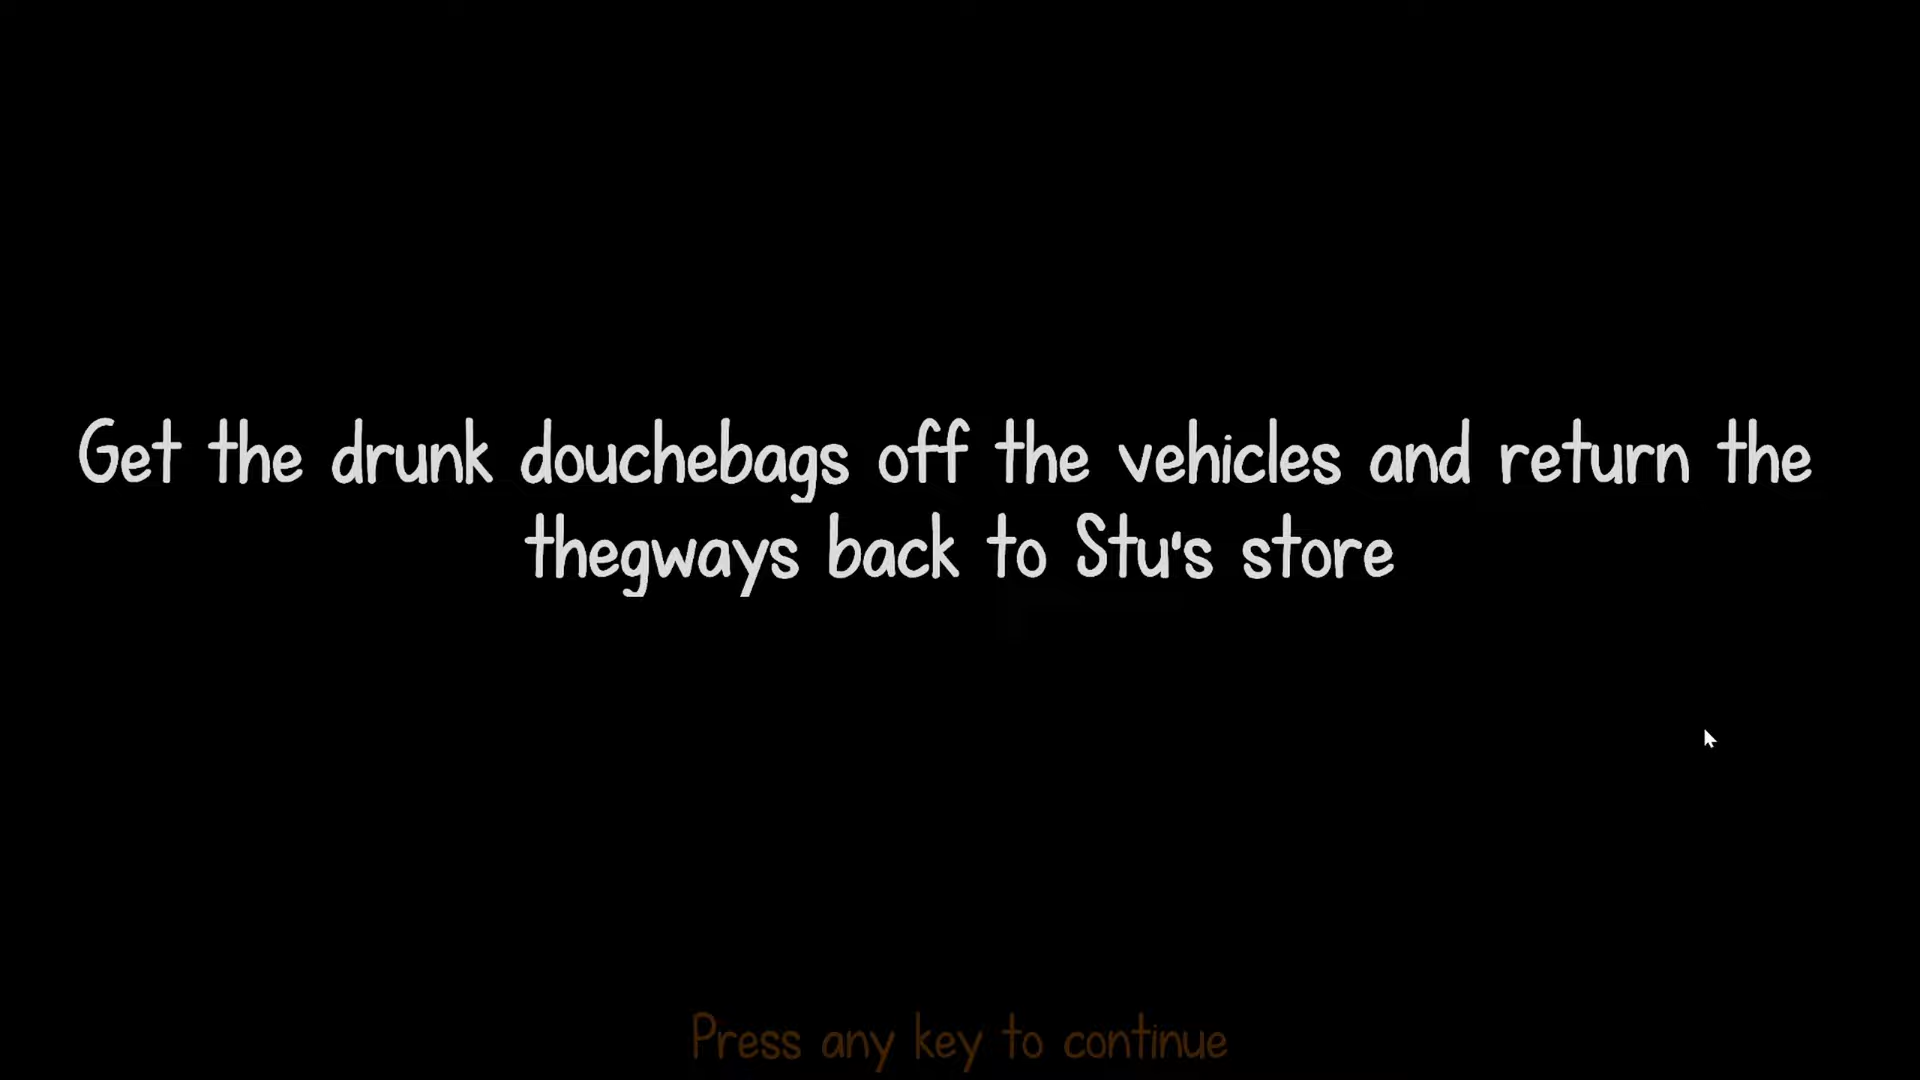 Get the drunk douchebags off the vehicles and return the
thegways back to Stu's store
Press any key to continue